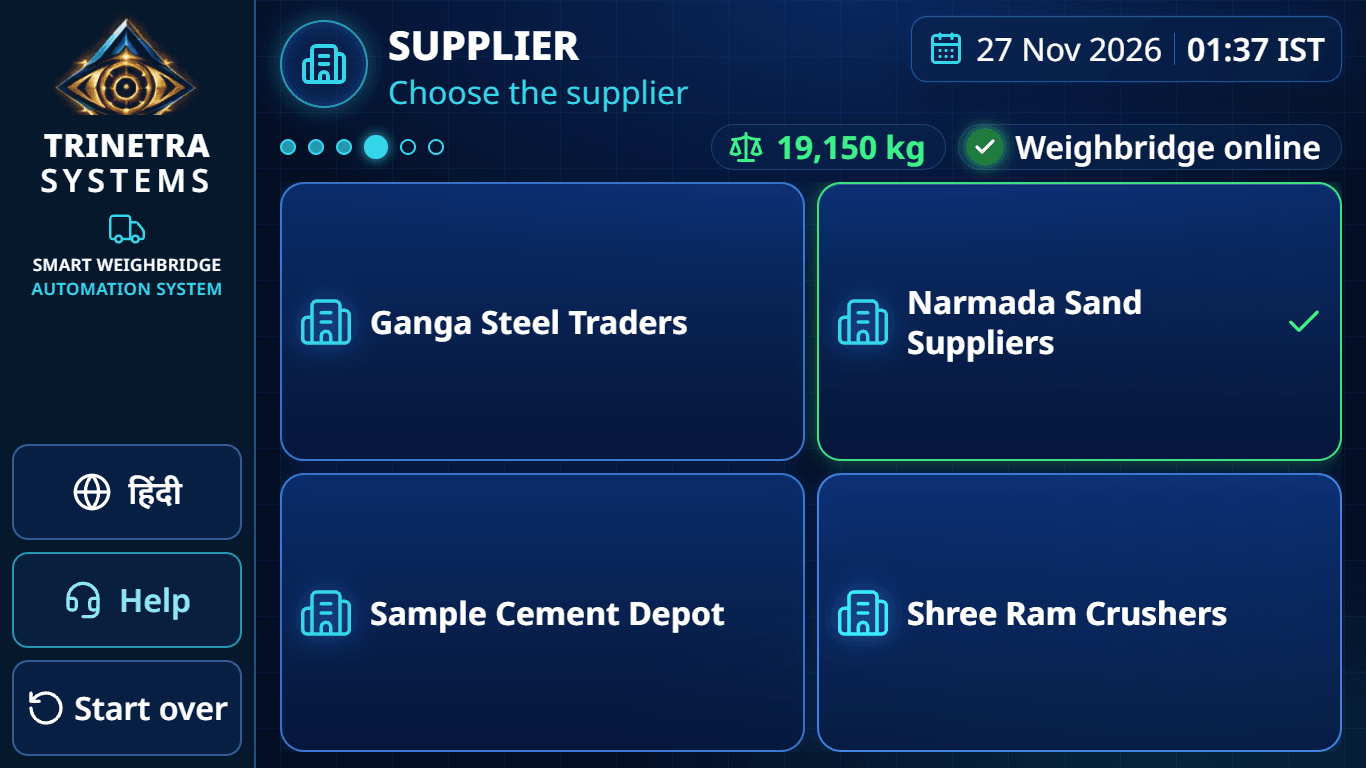 TRINETRA
SYSTEMS
SMART WEIGHBRIDGE
AUTOMATION SYSTEM
हिंदी
Help
Start over
SUPPLIER
Choose the supplier
27 Nov 2026 01:37 IST
19,150 kg
Weighbridge online
Ganga Steel Traders
Narmada Sand
Suppliers
Sample Cement Depot
Shree Ram Crushers